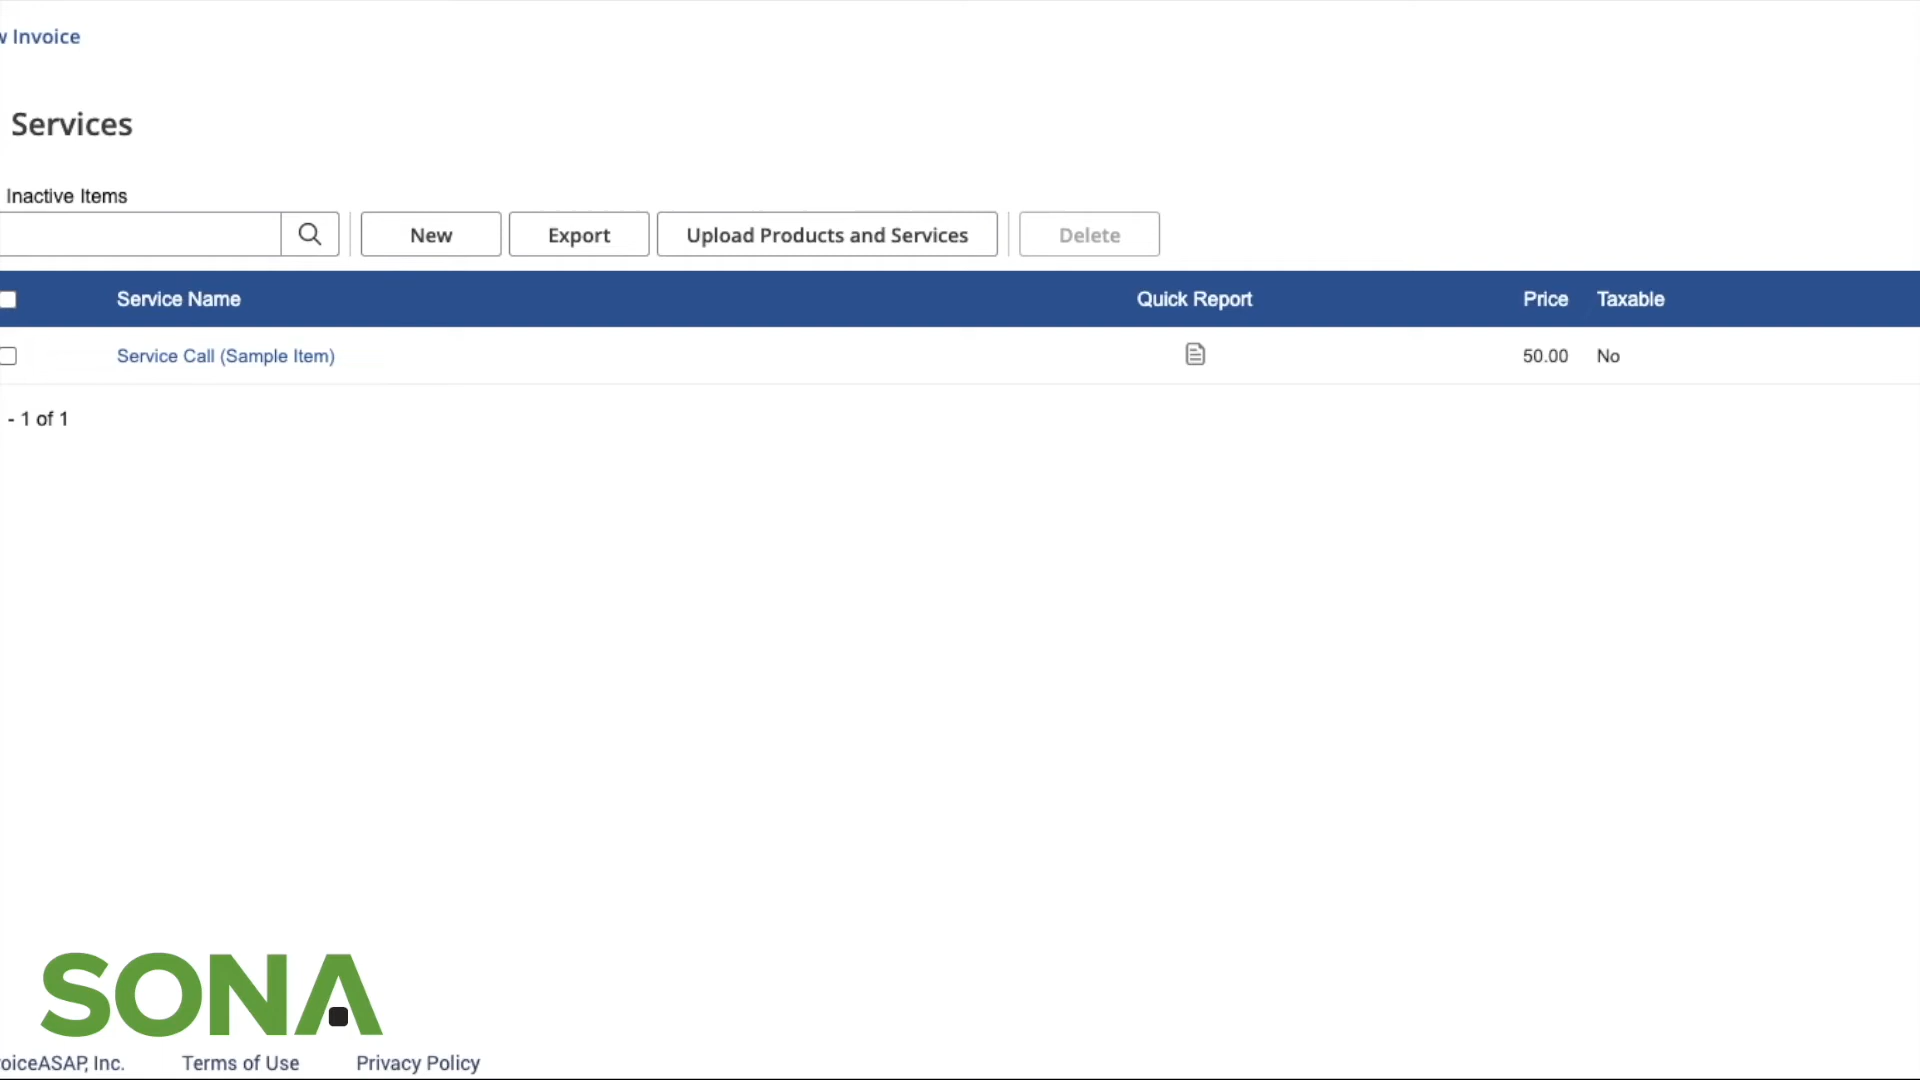 Invoice
Services
Inactive Items
New Export Upload Products and Services Delete
Service Name Quick Report Price Taxable
Service Call (Sample Item) 50.00 No
- 1 of 1
SONA
voiceASAP, Inc. Terms of Use Privacy Policy